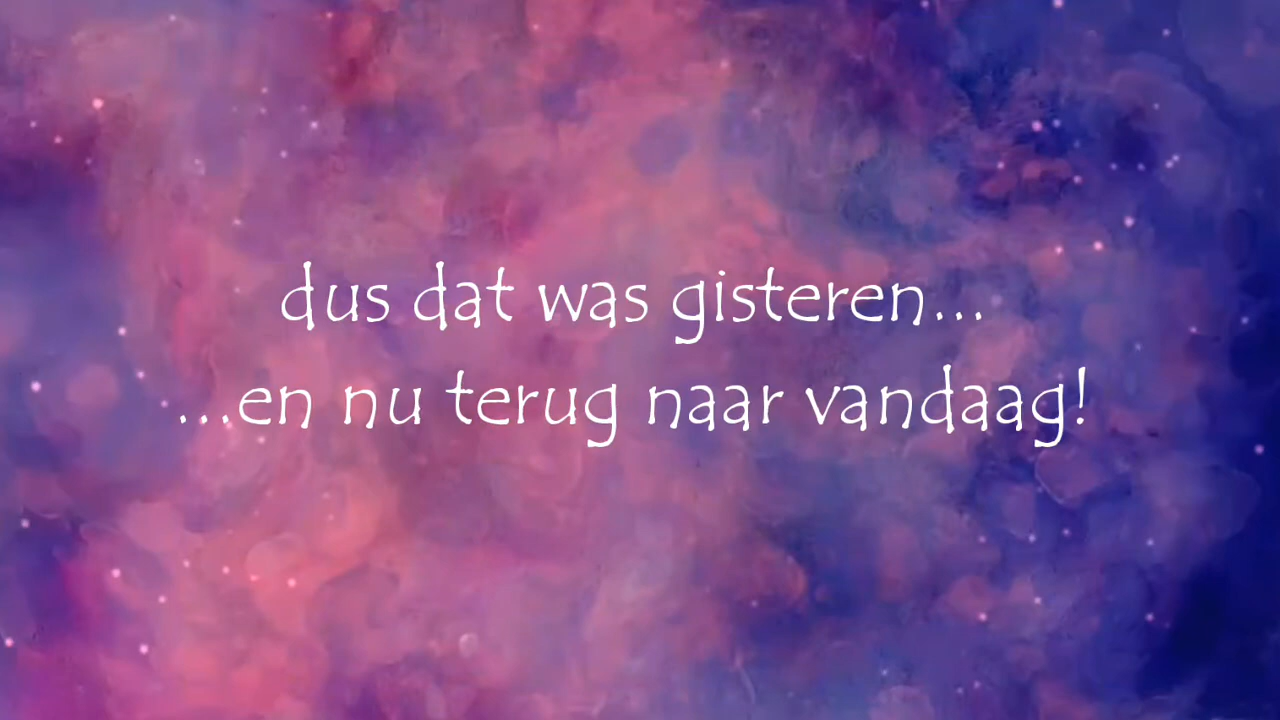 dus dat was gisteren...
...en nu terug naar vandaag!